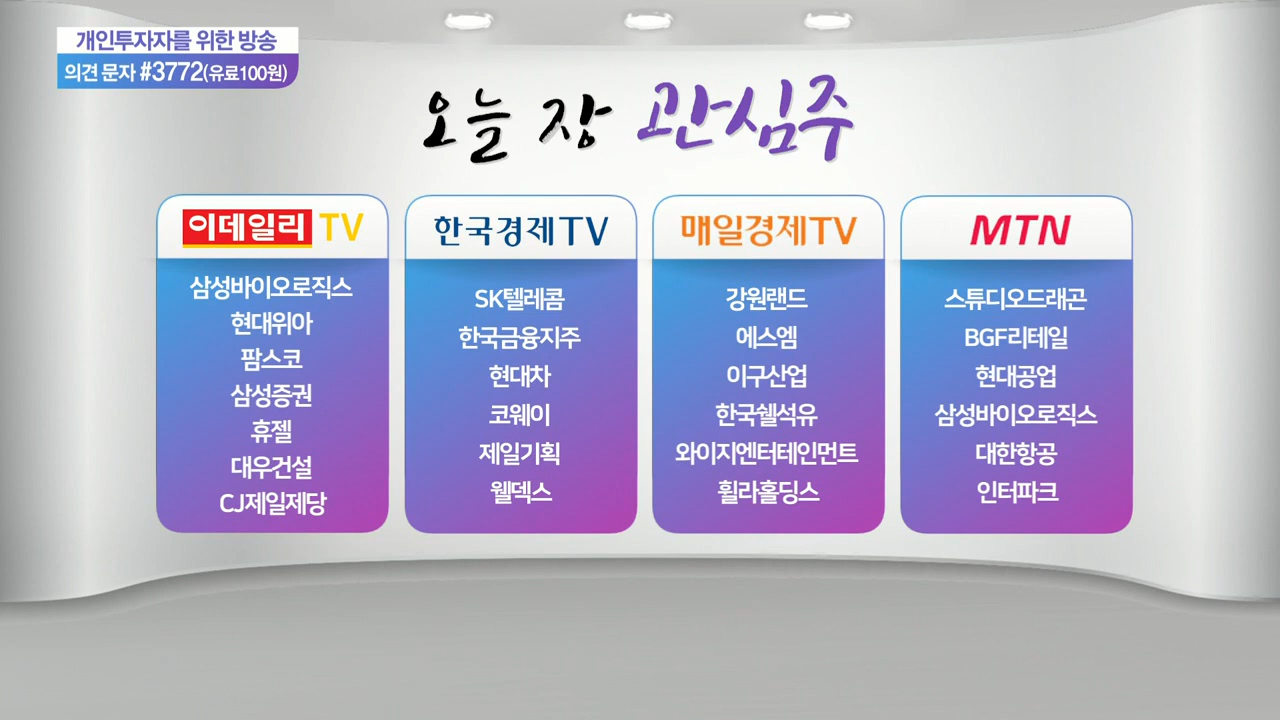 개인투자자를 위한 방송
의견 문자 #3772(유료100원)
오늘 장 관심주
이데일리 TV
삼성바이오로직스
현대위아
팜스코
삼성증권
휴젤
대우건설
CJ제일제당
한국경제TV
SK텔레콤
한국금융지주
현대차
코웨이
제일기획
월덱스
매일경제TV
강원랜드
에스엠
이구산업
한국쉘석유
와이지엔터테인먼트
휠라홀딩스
MTN
스튜디오드래곤
BGF리테일
현대공업
삼성바이오로직스
대한항공
인터파크